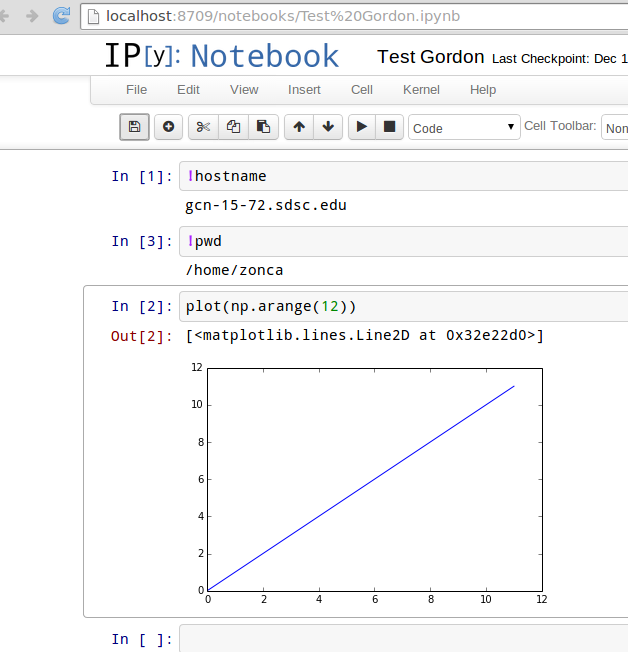 localhost:8709/notebooks/Test%20Gordon.ipynb
IP[y]: Notebook Test Gordon Last Checkpoint: Dec 1
File Edit View Insert Cell Kernel Help
Code Cell Toolbar: Non
In [1]: !hostname
gcn-15-72.sdsc.edu
In [3]: !pwd
/home/zonca
In [2]: plot(np.arange(12))
Out[2]: [<matplotlib.lines.Line2D at 0x32e22d0>]
12
10
8
6
4
2
0
0 2 4 6 8 10 12
In [ ]: